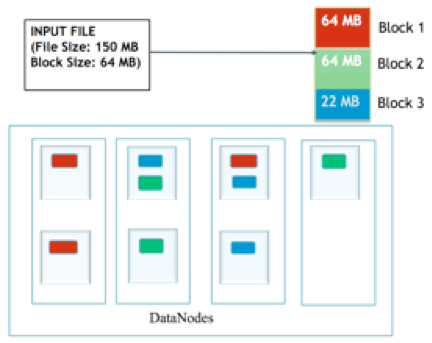 INPUT FILE
(File Size: 150 MB
Block Size: 64 MB)
64 MB Block 1
64 MB Block 2
22 MB Block 3
DataNodes